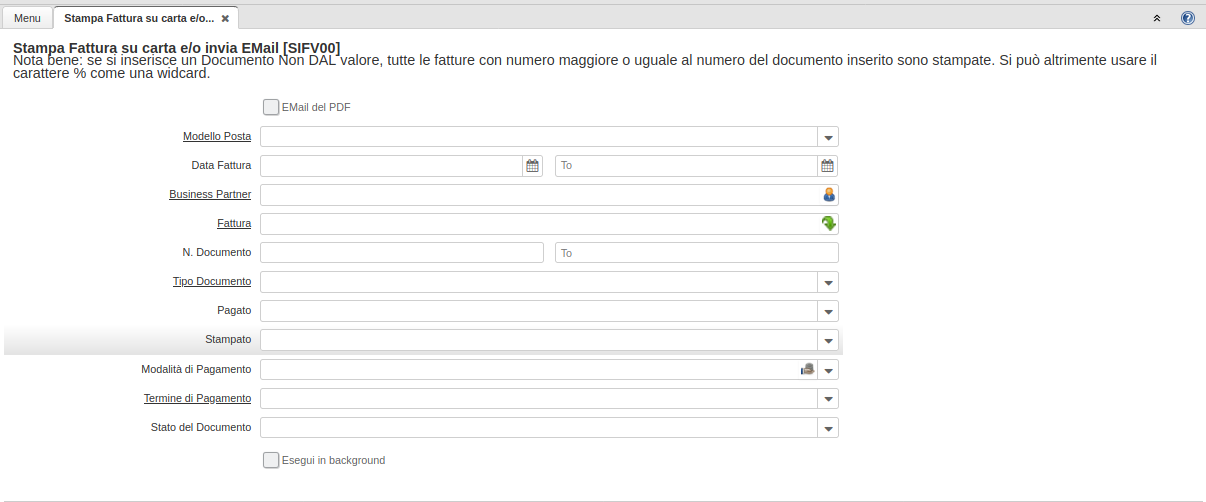 Menu
Stampa Fattura su carta e/o...
Stampa Fattura su carta e/o invia EMail [SIFV00]
Nota bene: se si inserisce un Documento Non DAL valore, tutte le fatture con numero maggiore o uguale al numero del documento inserito sono stampate. Si può altrimenti usare il
carattere % come una widcard.
EMail del PDF
Modello Posta
Data Fattura To
Business Partner
Fattura
N. Documento To
Tipo Documento
Pagato
Stampato
Modalità di Pagamento
Termine di Pagamento
Stato del Documento
Esegui in background